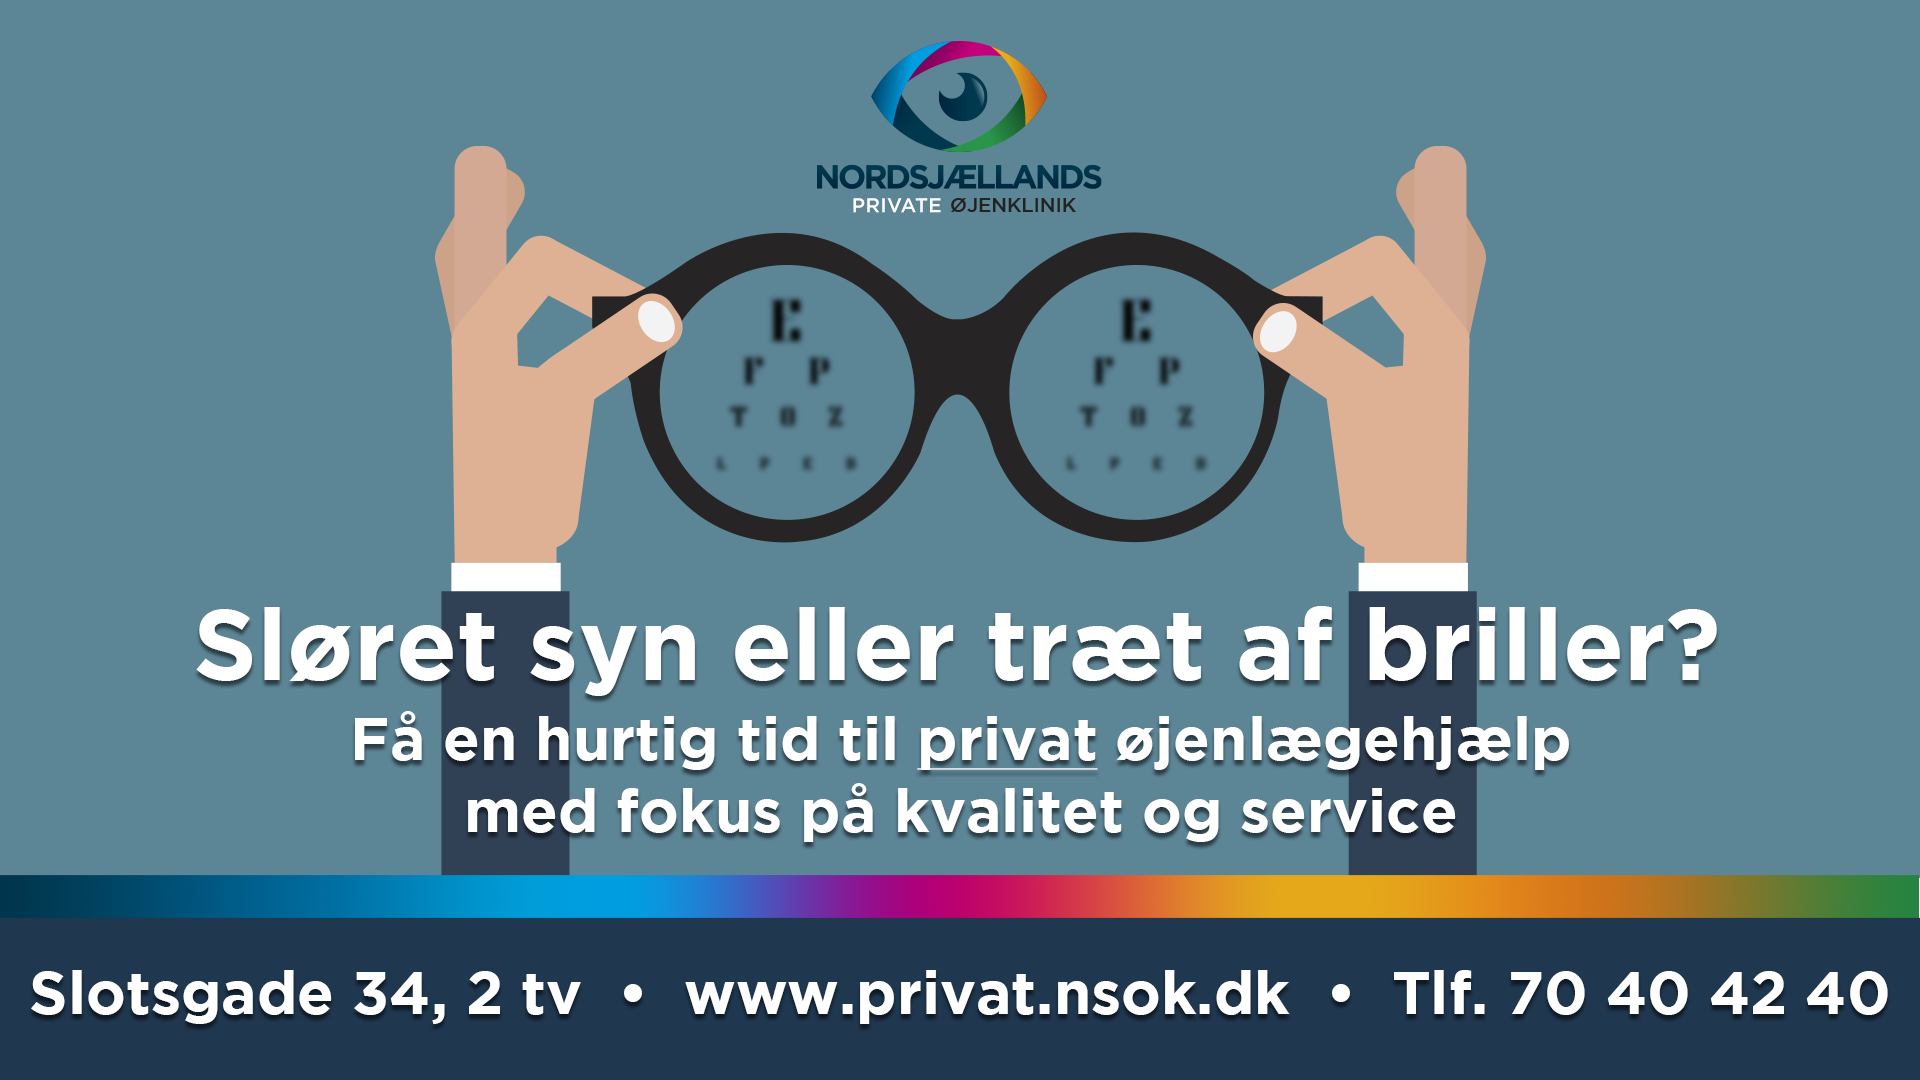 NORDSJÆLLANDS
PRIVATE ØJENKLINIK
E
F P
T O Z
L P E D
E
F P
T O Z
L P E D
Sløret syn eller træt af briller?
Få en hurtig tid til privat øjenlægehjælp
med fokus på kvalitet og service
Slotsgade 34, 2 tv • www.privat.nsok.dk • Tlf. 70 40 42 40